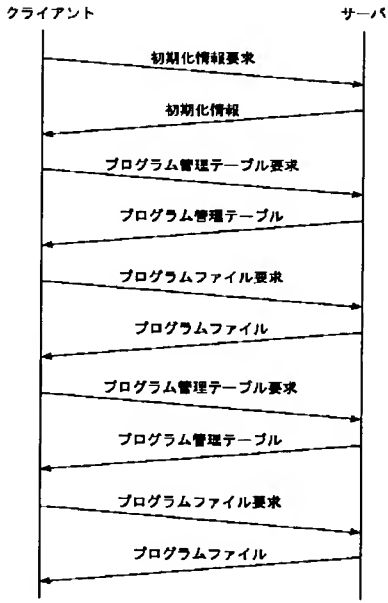 クライアント
サーバ
初期化情報要求
初期化情報
プログラム管理テーブル要求
プログラム管理テーブル
プログラムファイル要求
プログラムファイル
プログラム管理テーブル要求
プログラム管理テーブル
プログラムファイル要求
プログラムファイル